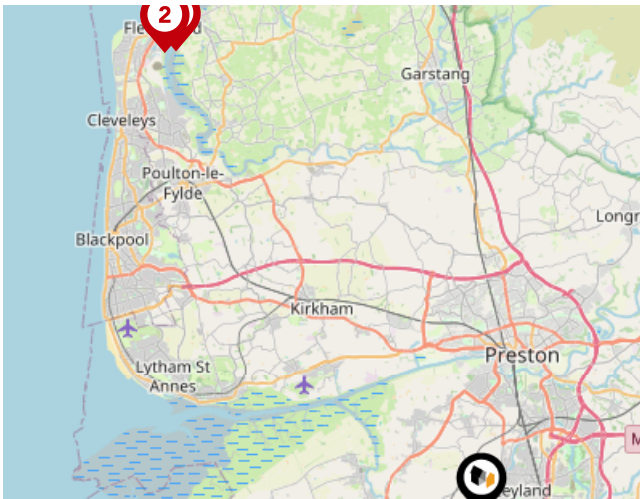 2
Garstang
Cleveleys
Poulton-le-
Fylde
Blackpool
Kirkham
Lytham St
Annes
Preston